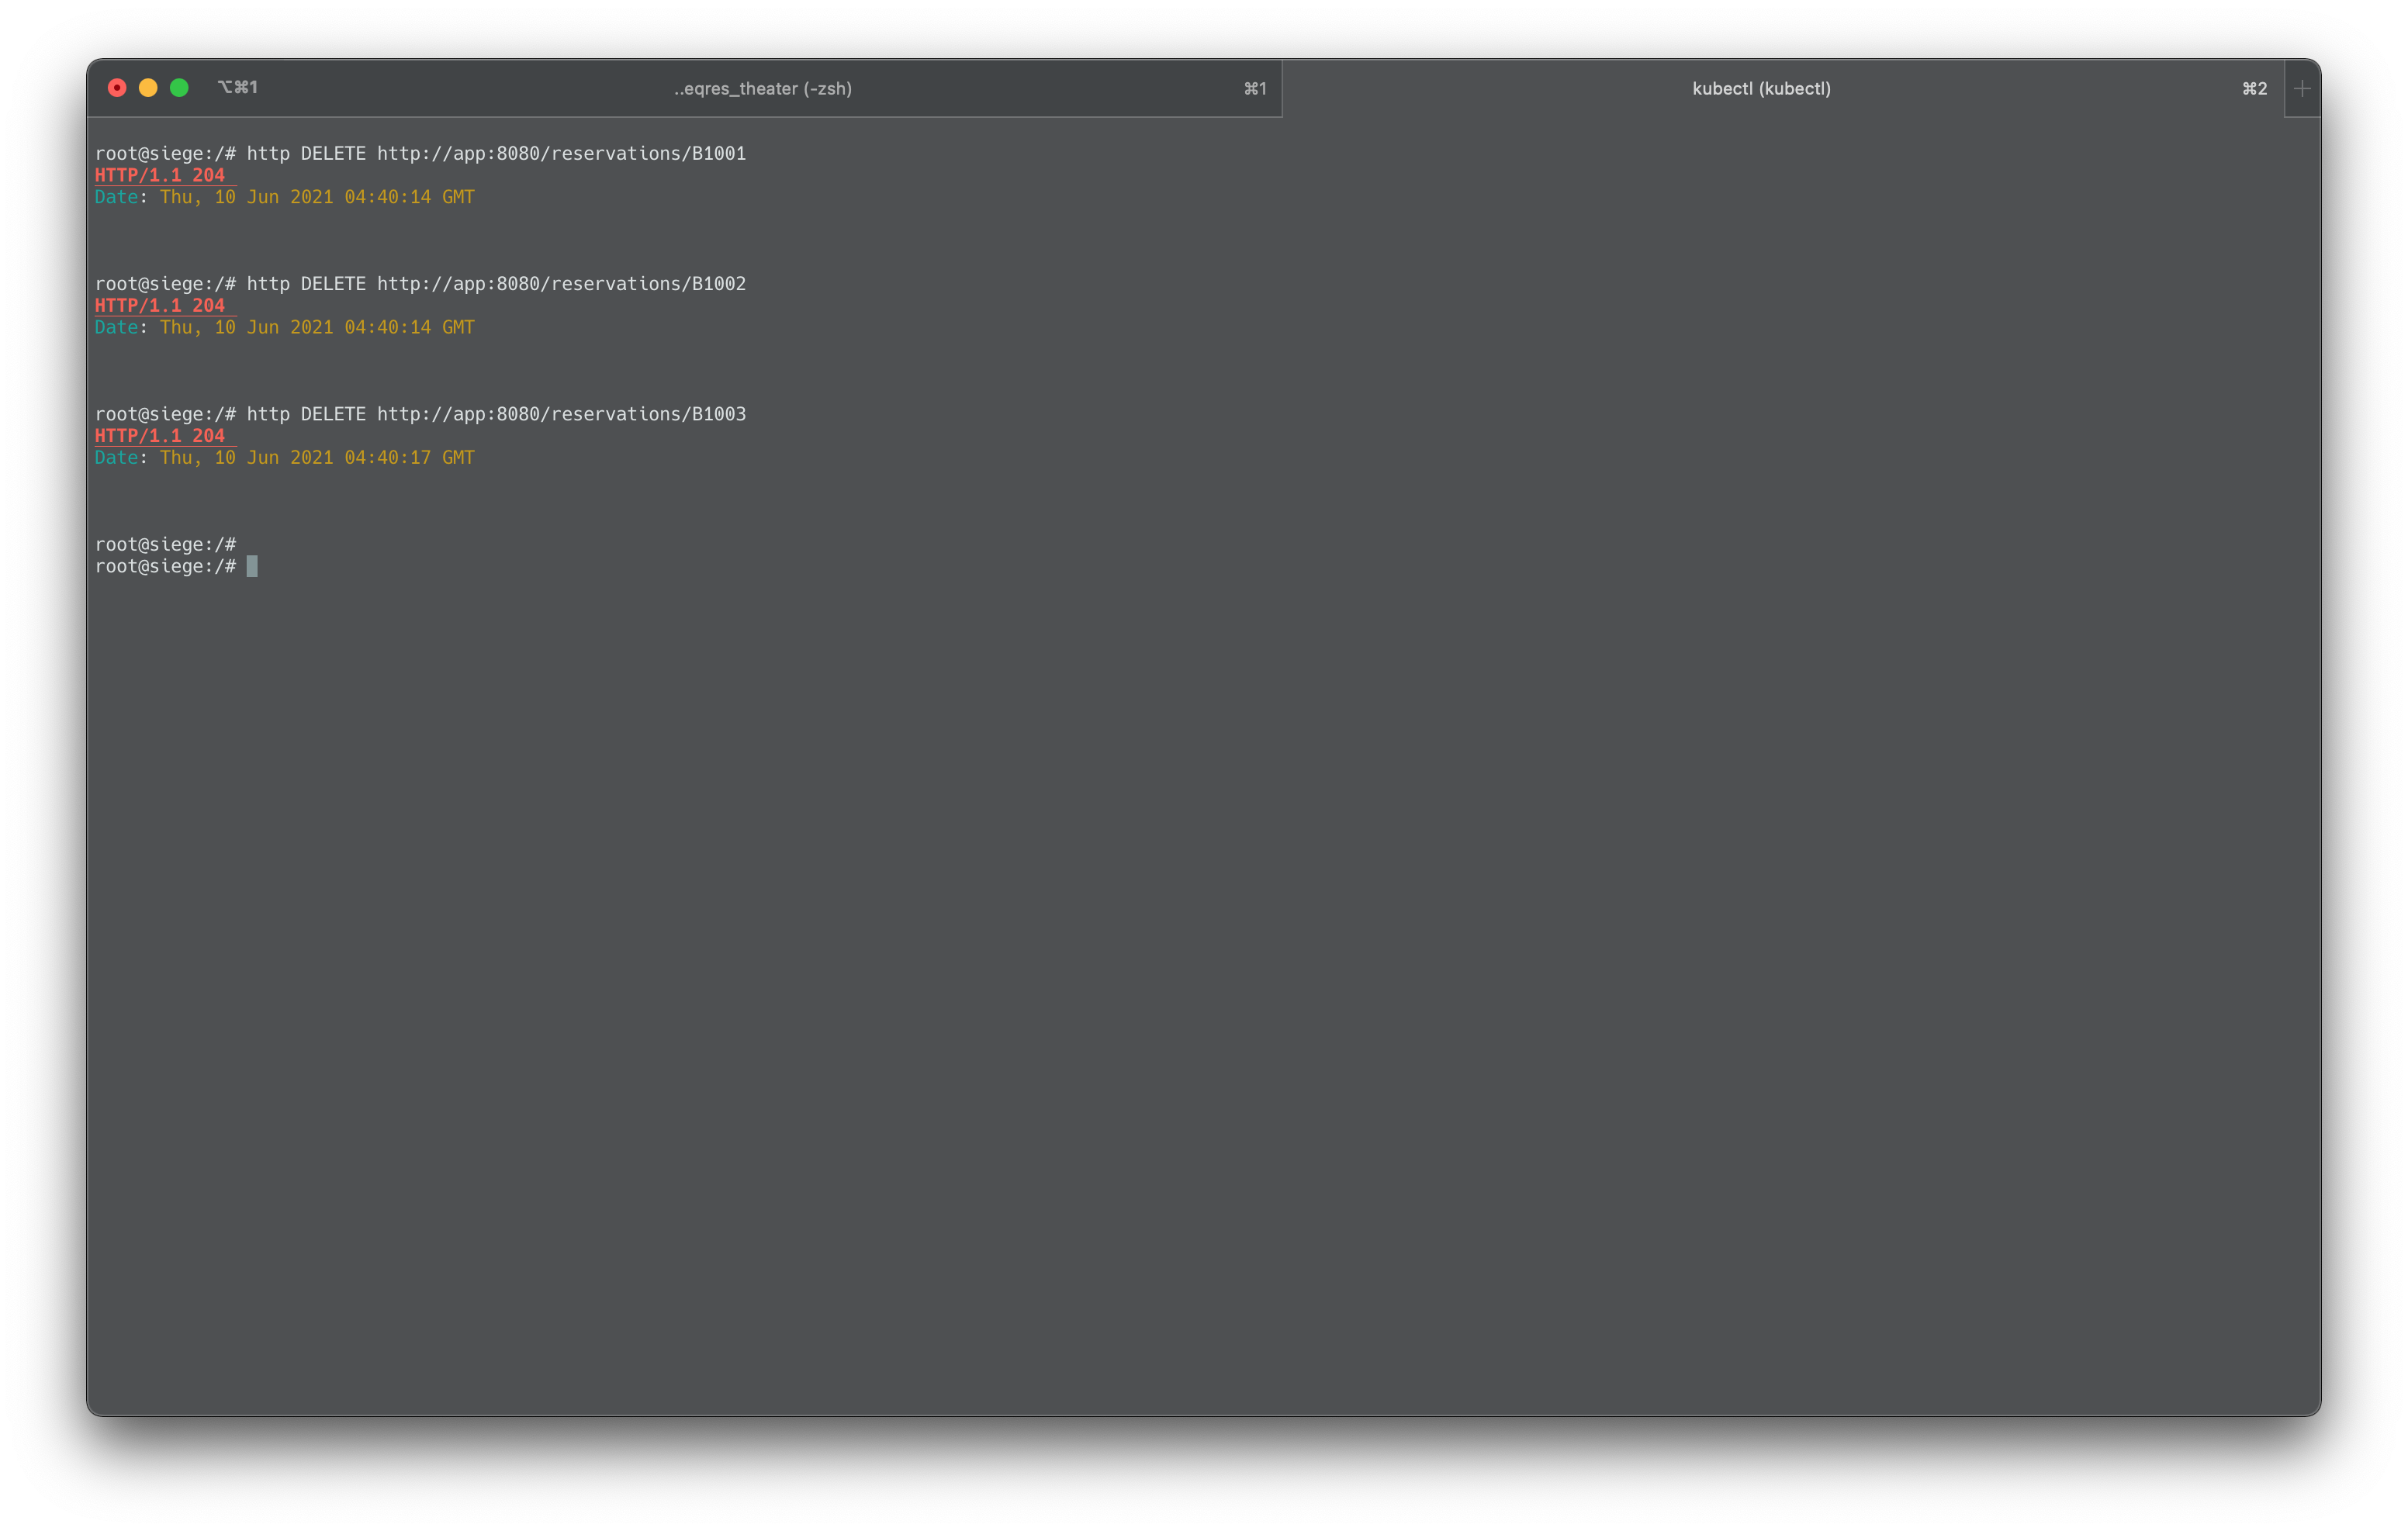 ⌥⌘1 ..eqres_theater (-zsh) ⌘1 kubectl (kubectl) ⌘2 +
root@siege:/# http DELETE http://app:8080/reservations/B1001
HTTP/1.1 204
Date: Thu, 10 Jun 2021 04:40:14 GMT
root@siege:/# http DELETE http://app:8080/reservations/B1002
HTTP/1.1 204
Date: Thu, 10 Jun 2021 04:40:14 GMT
root@siege:/# http DELETE http://app:8080/reservations/B1003
HTTP/1.1 204
Date: Thu, 10 Jun 2021 04:40:17 GMT
root@siege:/#
root@siege:/#